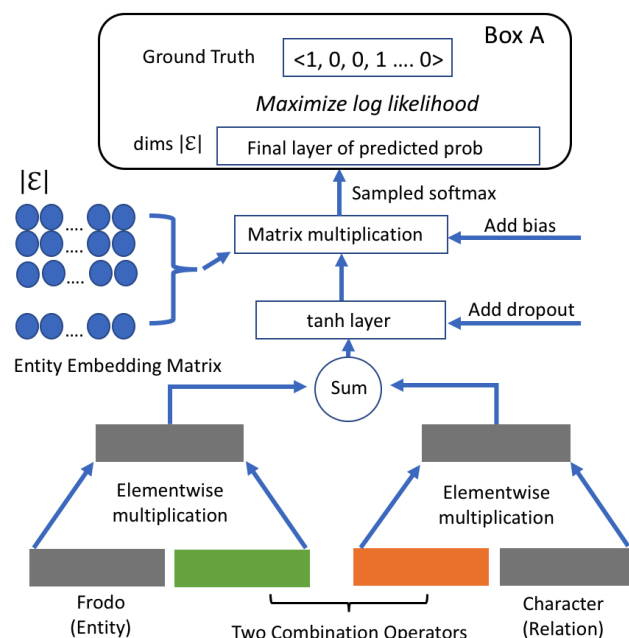 Box A
Ground Truth
<1, 0, 0, 1 .... 0>
Maximize log likelihood
dims |ℰ|
Final layer of predicted prob
|ℰ|
Sampled softmax
Matrix multiplication
Add bias
....
....
....
....
tanh layer
Add dropout
Entity Embedding Matrix
Sum
Elementwise
multiplication
Elementwise
multiplication
Frodo
(Entity)
Two Combination Operators
Character
(Relation)